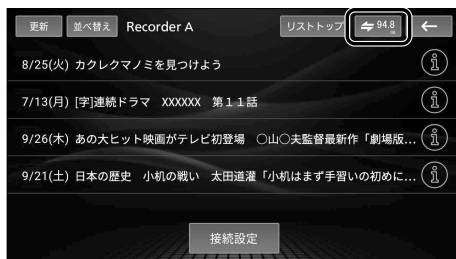 更新 並べ替え Recorder A リストトップ 94.8
8/25(火) カクレクマノミを見つけよう
7/13(月) [字]連続ドラマ XXXXXX 第11話
9/26(木) あの大ヒット映画がテレビ初登場 〇山〇夫監督最新作「劇場版...
9/21(土) 日本の歴史 小机の戦い 太田道灌「小机はまず手習いの初めに...
接続設定